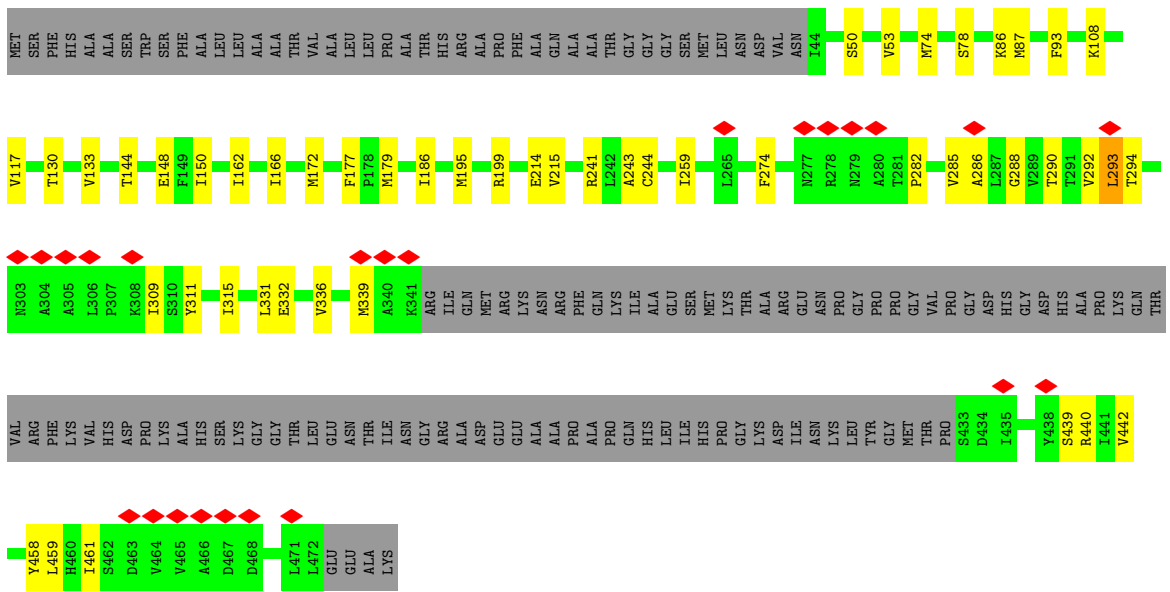 MET SER PHE HIS ALA ALA SER TRP SER PHE ALA LEU LEU ALA ALA THR VAL ALA LEU LEU PRO ALA THR HIS ARG ALA PRO PHE ALA GLN ALA ALA THR GLY GLY GLY SER MET LEU ASN ASP VAL ASN I44 S50 V53 M74 S78 K86 M87 F93 K108
V117 T130 V133 T144 E148 F149 I150 I162 I166 M172 F177 P178 M179 I186 M195 R199 E214 V215 R241 L242 A243 C244 I259 L265 F274 N277 R278 N279 A280 T281 P282 V285 A286 L287 G288 V289 T290 T291 V292 L293 T294
N303 A304 A305 L306 P307 K308 I309 S310 Y311 I315 L331 E332 V336 M339 A340 K341 ARG ILE GLN MET ARG LYS ASN ARG PHE GLN LYS ILE ALA GLU SER MET LYS THR ALA ARG GLU ASN PRO GLY PRO PRO GLY VAL PRO GLY ASP HIS GLY ASP HIS ALA PRO LYS GLN THR
VAL ARG PHE LYS VAL HIS ASP PRO LYS ALA HIS SER LYS GLY GLY THR LEU GLU ASN THR ILE ASN GLY ARG ALA ASP GLU GLU ALA ALA PRO ALA PRO GLN HIS LEU ILE HIS PRO GLY LYS ASP ILE ASN LYS LEU TYR GLY MET THR PRO S433 D434 I435 Y438 S439 R440 I441 V442
Y458 L459 H460 I461 S462 D463 V464 V465 A466 D467 D468 L471 L472 GLU GLU ALA LYS